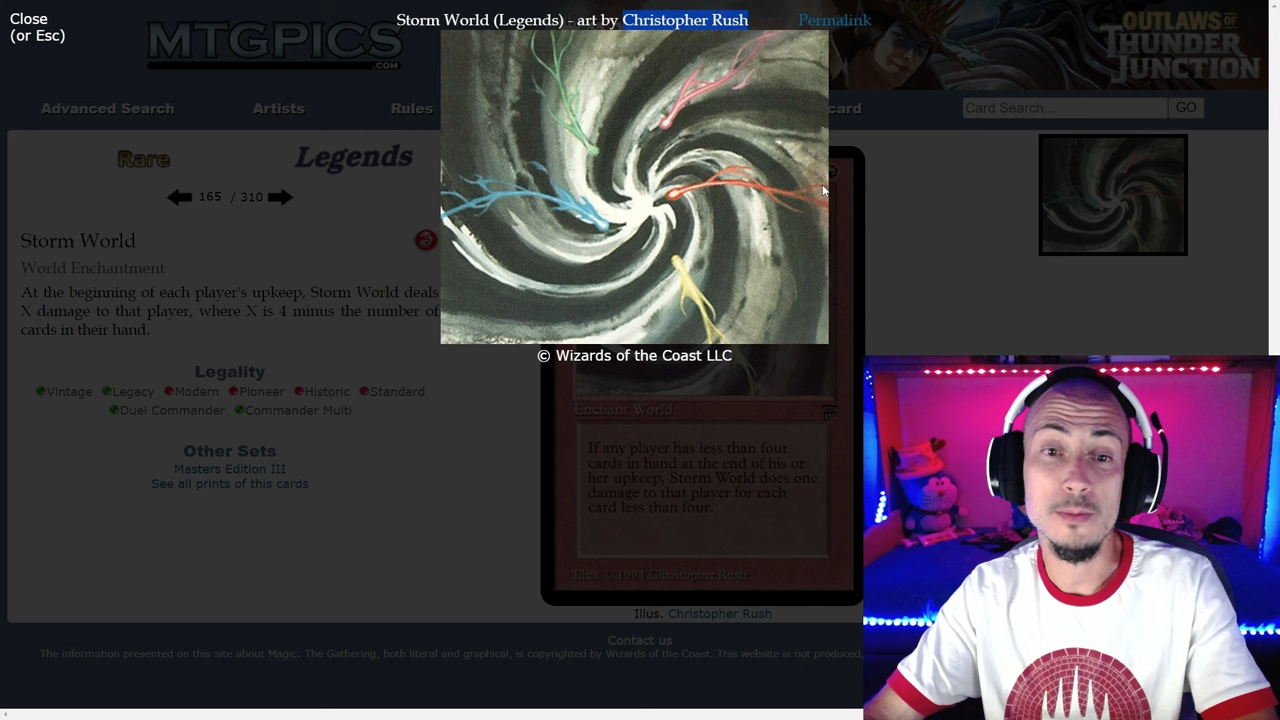 Close
(or Esc)
Storm World (Legends) - art by Christopher Rush
Permalink
MTGPICS
.COM
OUTLAWS OF
THUNDER
JUNCTION
Advanced Search
Artists
Rules
card
Card Search...
GO
Rare
Legends
165 / 310
Storm World
World Enchantment
At the beginning of each player's upkeep, Storm World deals
X damage to that player, where X is 4 minus the number of
cards in their hand.
Legality
Vintage Legacy Modern Pioneer Historic Standard
Duel Commander Commander Multi
Other Sets
Masters Edition III
See all prints of this cards
© Wizards of the Coast LLC
Enchant World
If any player has less than four
cards in hand at the end of his or
her upkeep, Storm World does one
damage to that player for each
card less than four.
Illus. © 1994 Christopher Rush
Illus. Christopher Rush
Contact us
The information presented on this site about Magic: The Gathering, both literal and graphical, is copyrighted by Wizards of the Coast. This website is not produced,